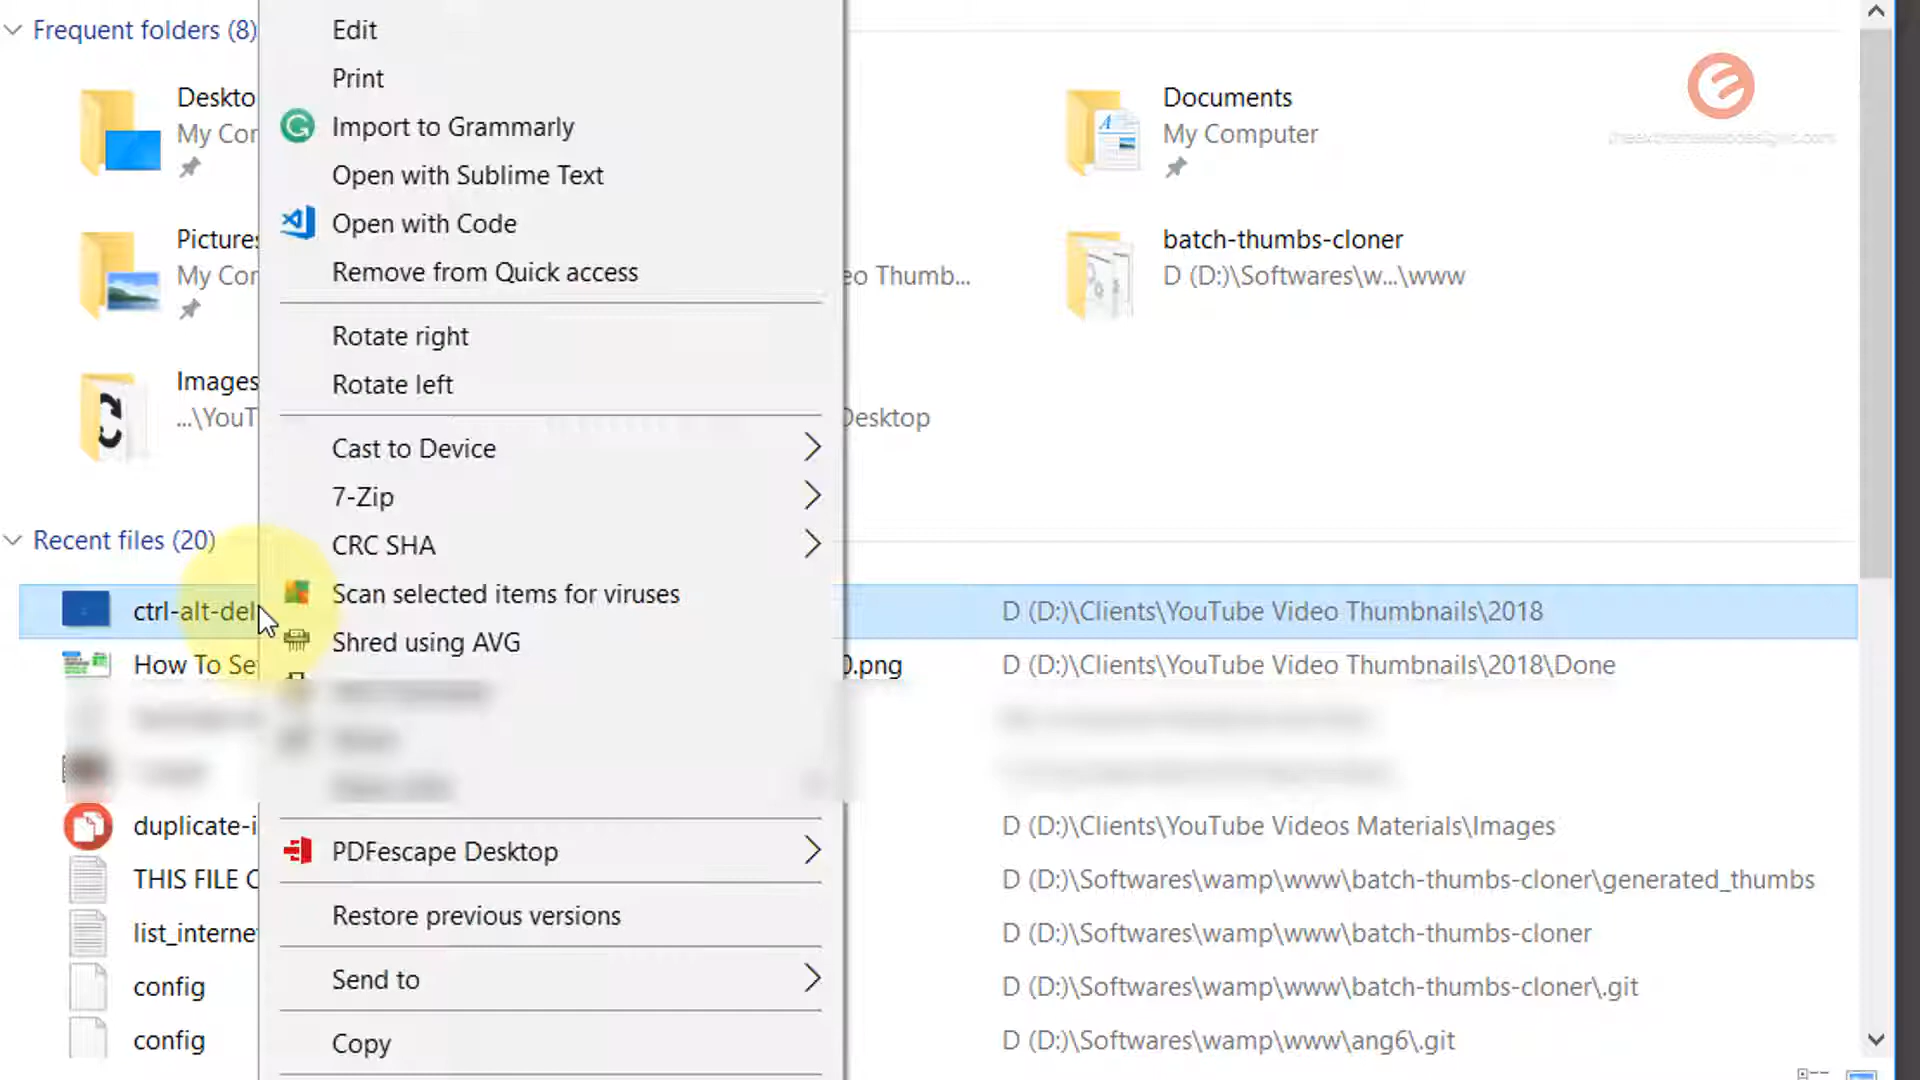 Frequent folders (8)
Edit
Print
Import to Grammarly
Open with Sublime Text
Open with Code
Remove from Quick access
Rotate right
Rotate left
Cast to Device
7-Zip
CRC SHA
Scan selected items for viruses
Shred using AVG
PDFescape Desktop
Restore previous versions
Send to
Copy
Deskto
My Cor
Documents
My Computer
Pictures
My Cor
eo Thumb...
batch-thumbs-cloner
D (D:)\Softwares\w...\www
Images
...\YouT
Desktop
Recent files (20)
ctrl-alt-del
D (D:)\Clients\YouTube Video Thumbnails\2018
How To Se
0.png
D (D:)\Clients\YouTube Video Thumbnails\2018\Done
duplicate-i
D (D:)\Clients\YouTube Videos Materials\Images
THIS FILE C
D (D:)\Softwares\wamp\www\batch-thumbs-cloner\generated_thumbs
list_interne
D (D:)\Softwares\wamp\www\batch-thumbs-cloner
config
D (D:)\Softwares\wamp\www\batch-thumbs-cloner\.git
config
D (D:)\Softwares\wamp\www\ang6\.git